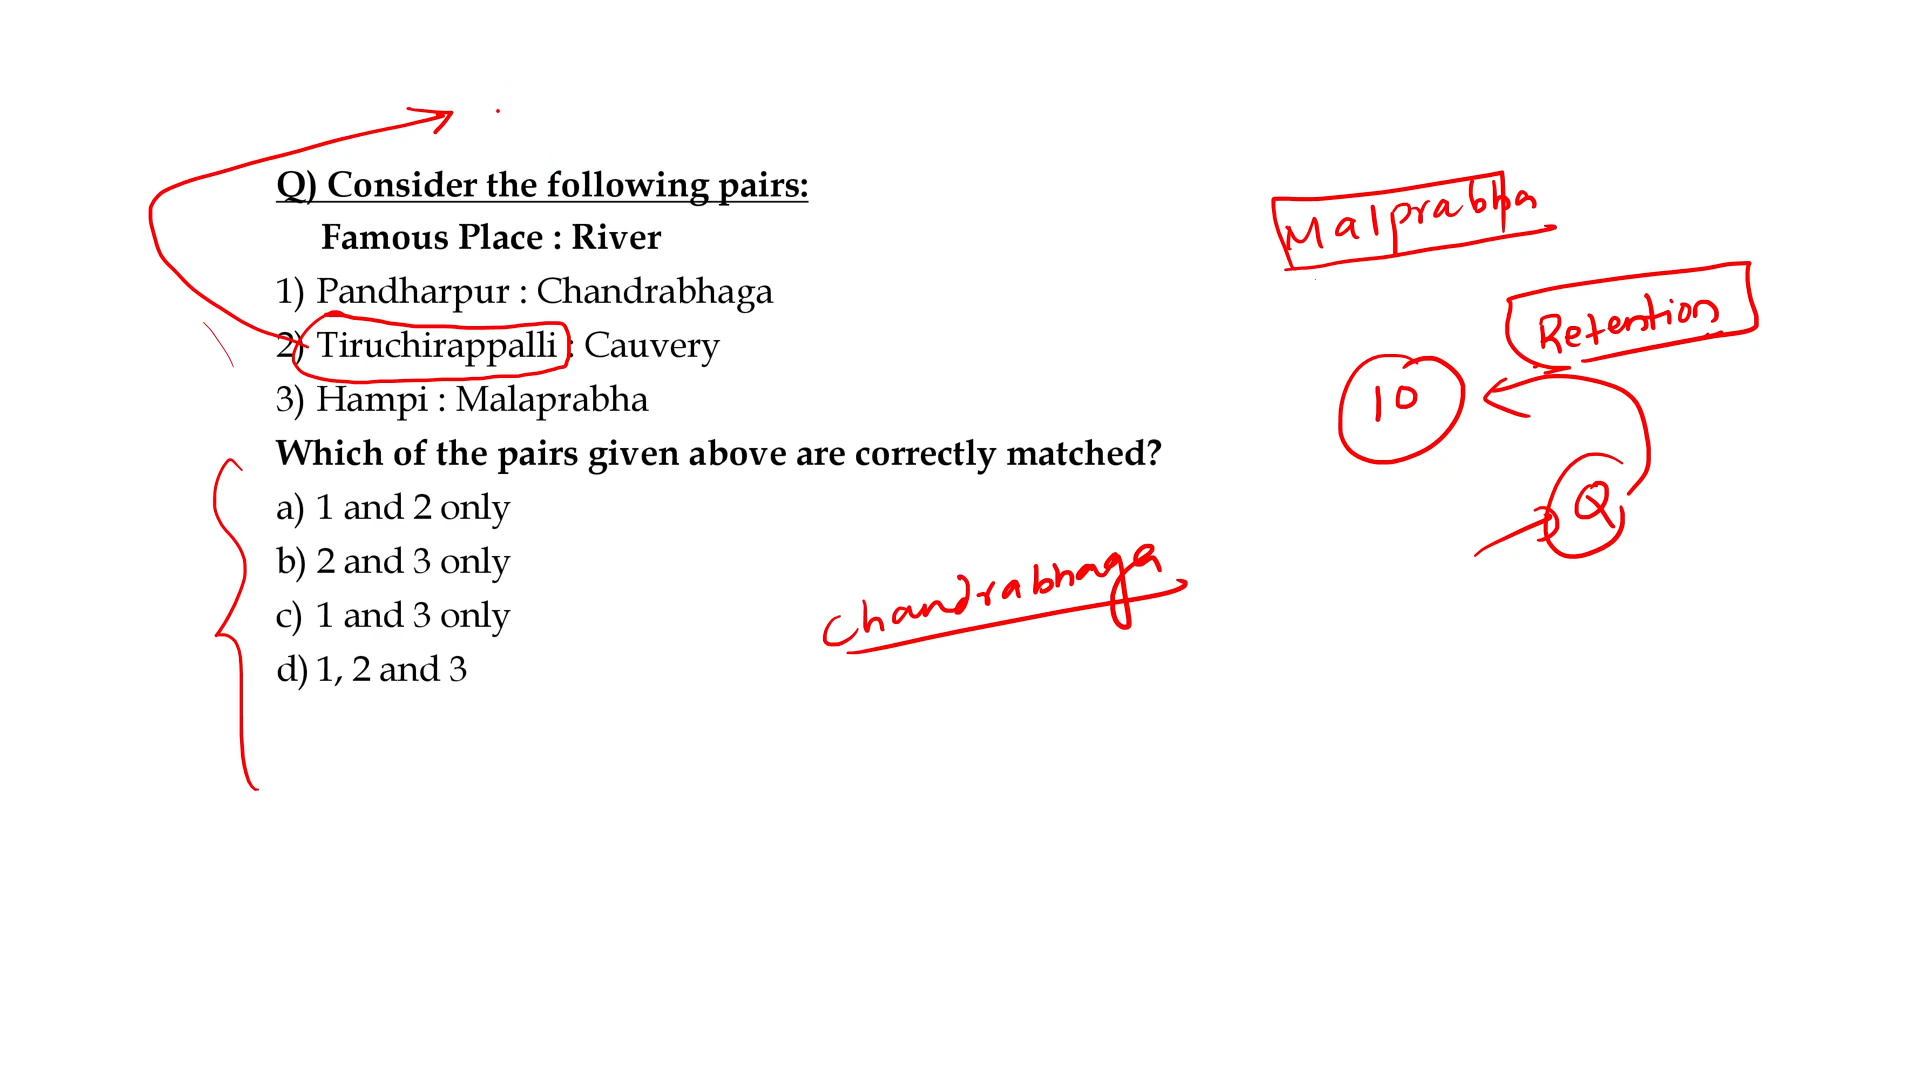 Q) Consider the following pairs:
Famous Place : River
1) Pandharpur : Chandrabhaga
2) Tiruchirappalli : Cauvery
3) Hampi : Malaprabha
Which of the pairs given above are correctly matched?
a) 1 and 2 only
b) 2 and 3 only
c) 1 and 3 only
d) 1, 2 and 3
Malprabha
Retention
10
Q
Chandrabhaga